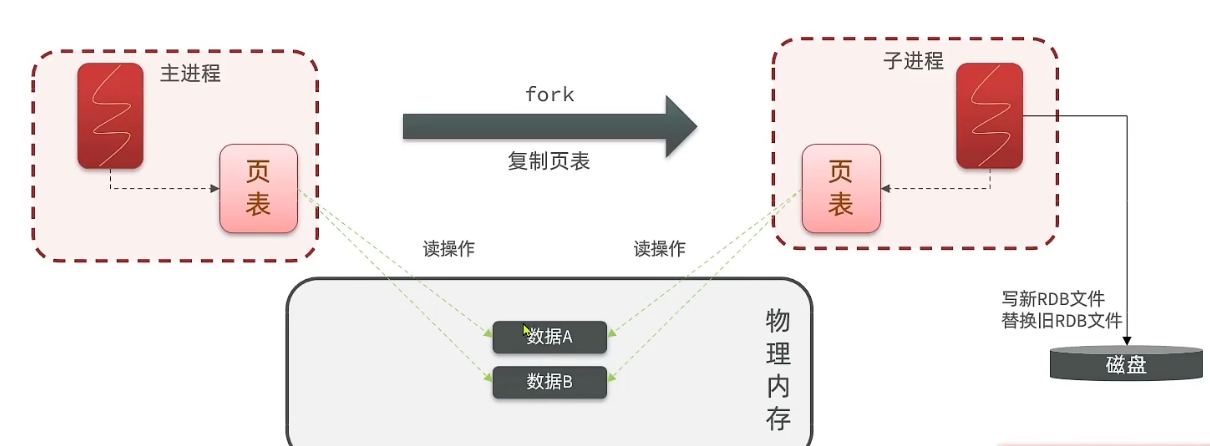 主进程
页表
fork
复制页表
子进程
页表
读操作
读操作
数据A
数据B
物理内存
写新RDB文件
替换旧RDB文件
磁盘